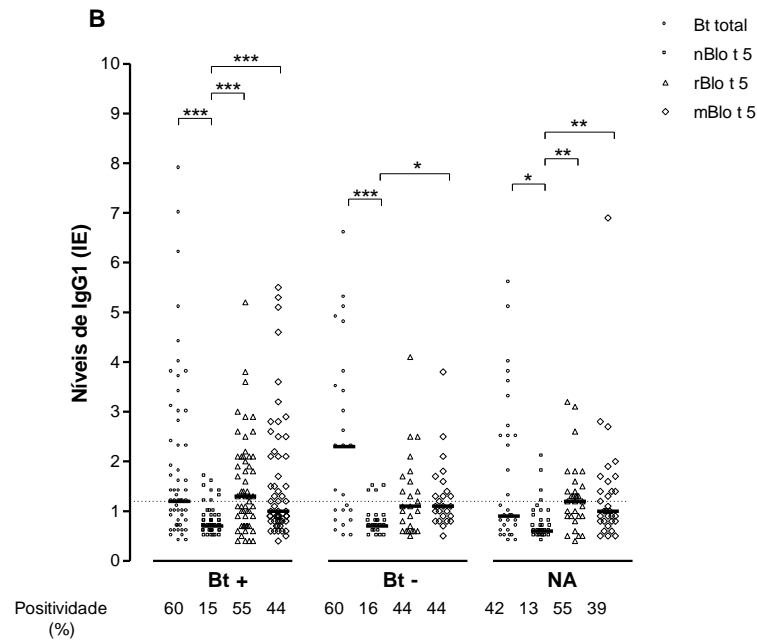 B
Bt total
nBlo t 5
rBlo t 5
mBlo t 5
Níveis de IgG1 (IE)
10
9
8
7
6
5
4
3
2
1
0
*** *** ***
*** *
* ** **
Bt + Bt - NA
Positividade 60 15 55 44 60 16 44 44 42 13 55 39
(%)